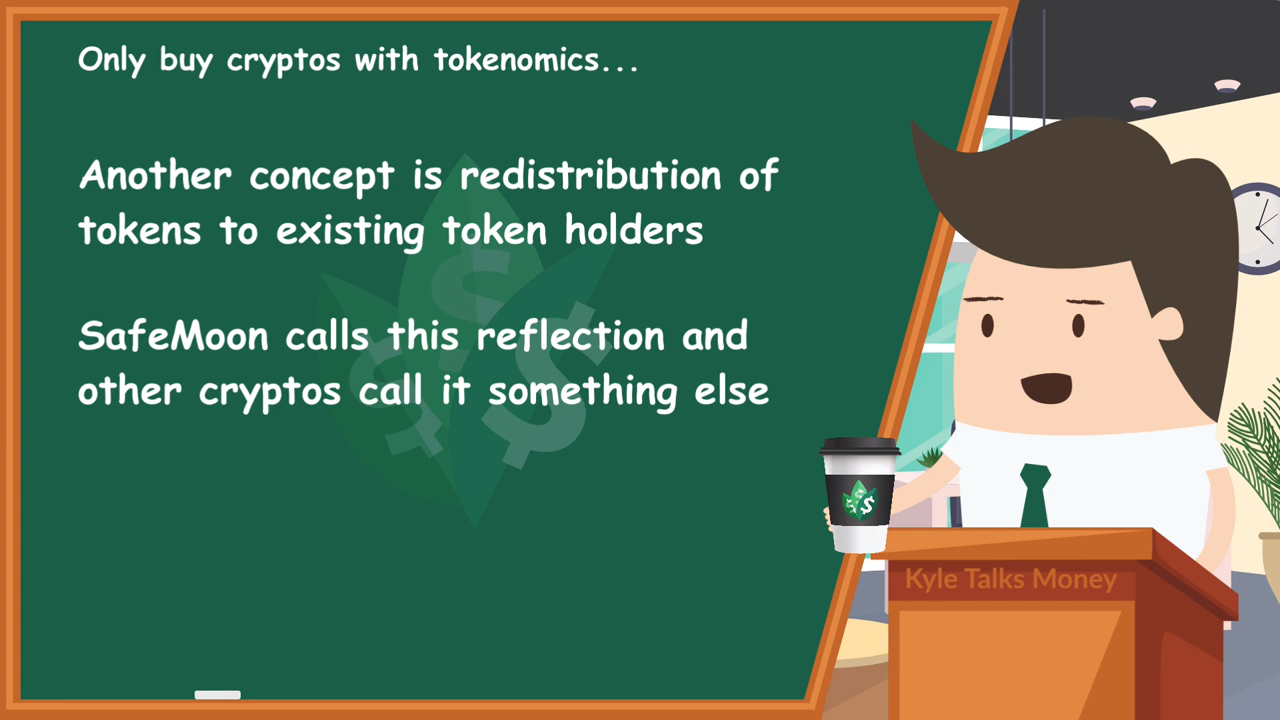 Only buy cryptos with tokenomics...
Another concept is redistribution of
tokens to existing token holders
SafeMoon calls this reflection and
other cryptos call it something else
Kyle Talks Money